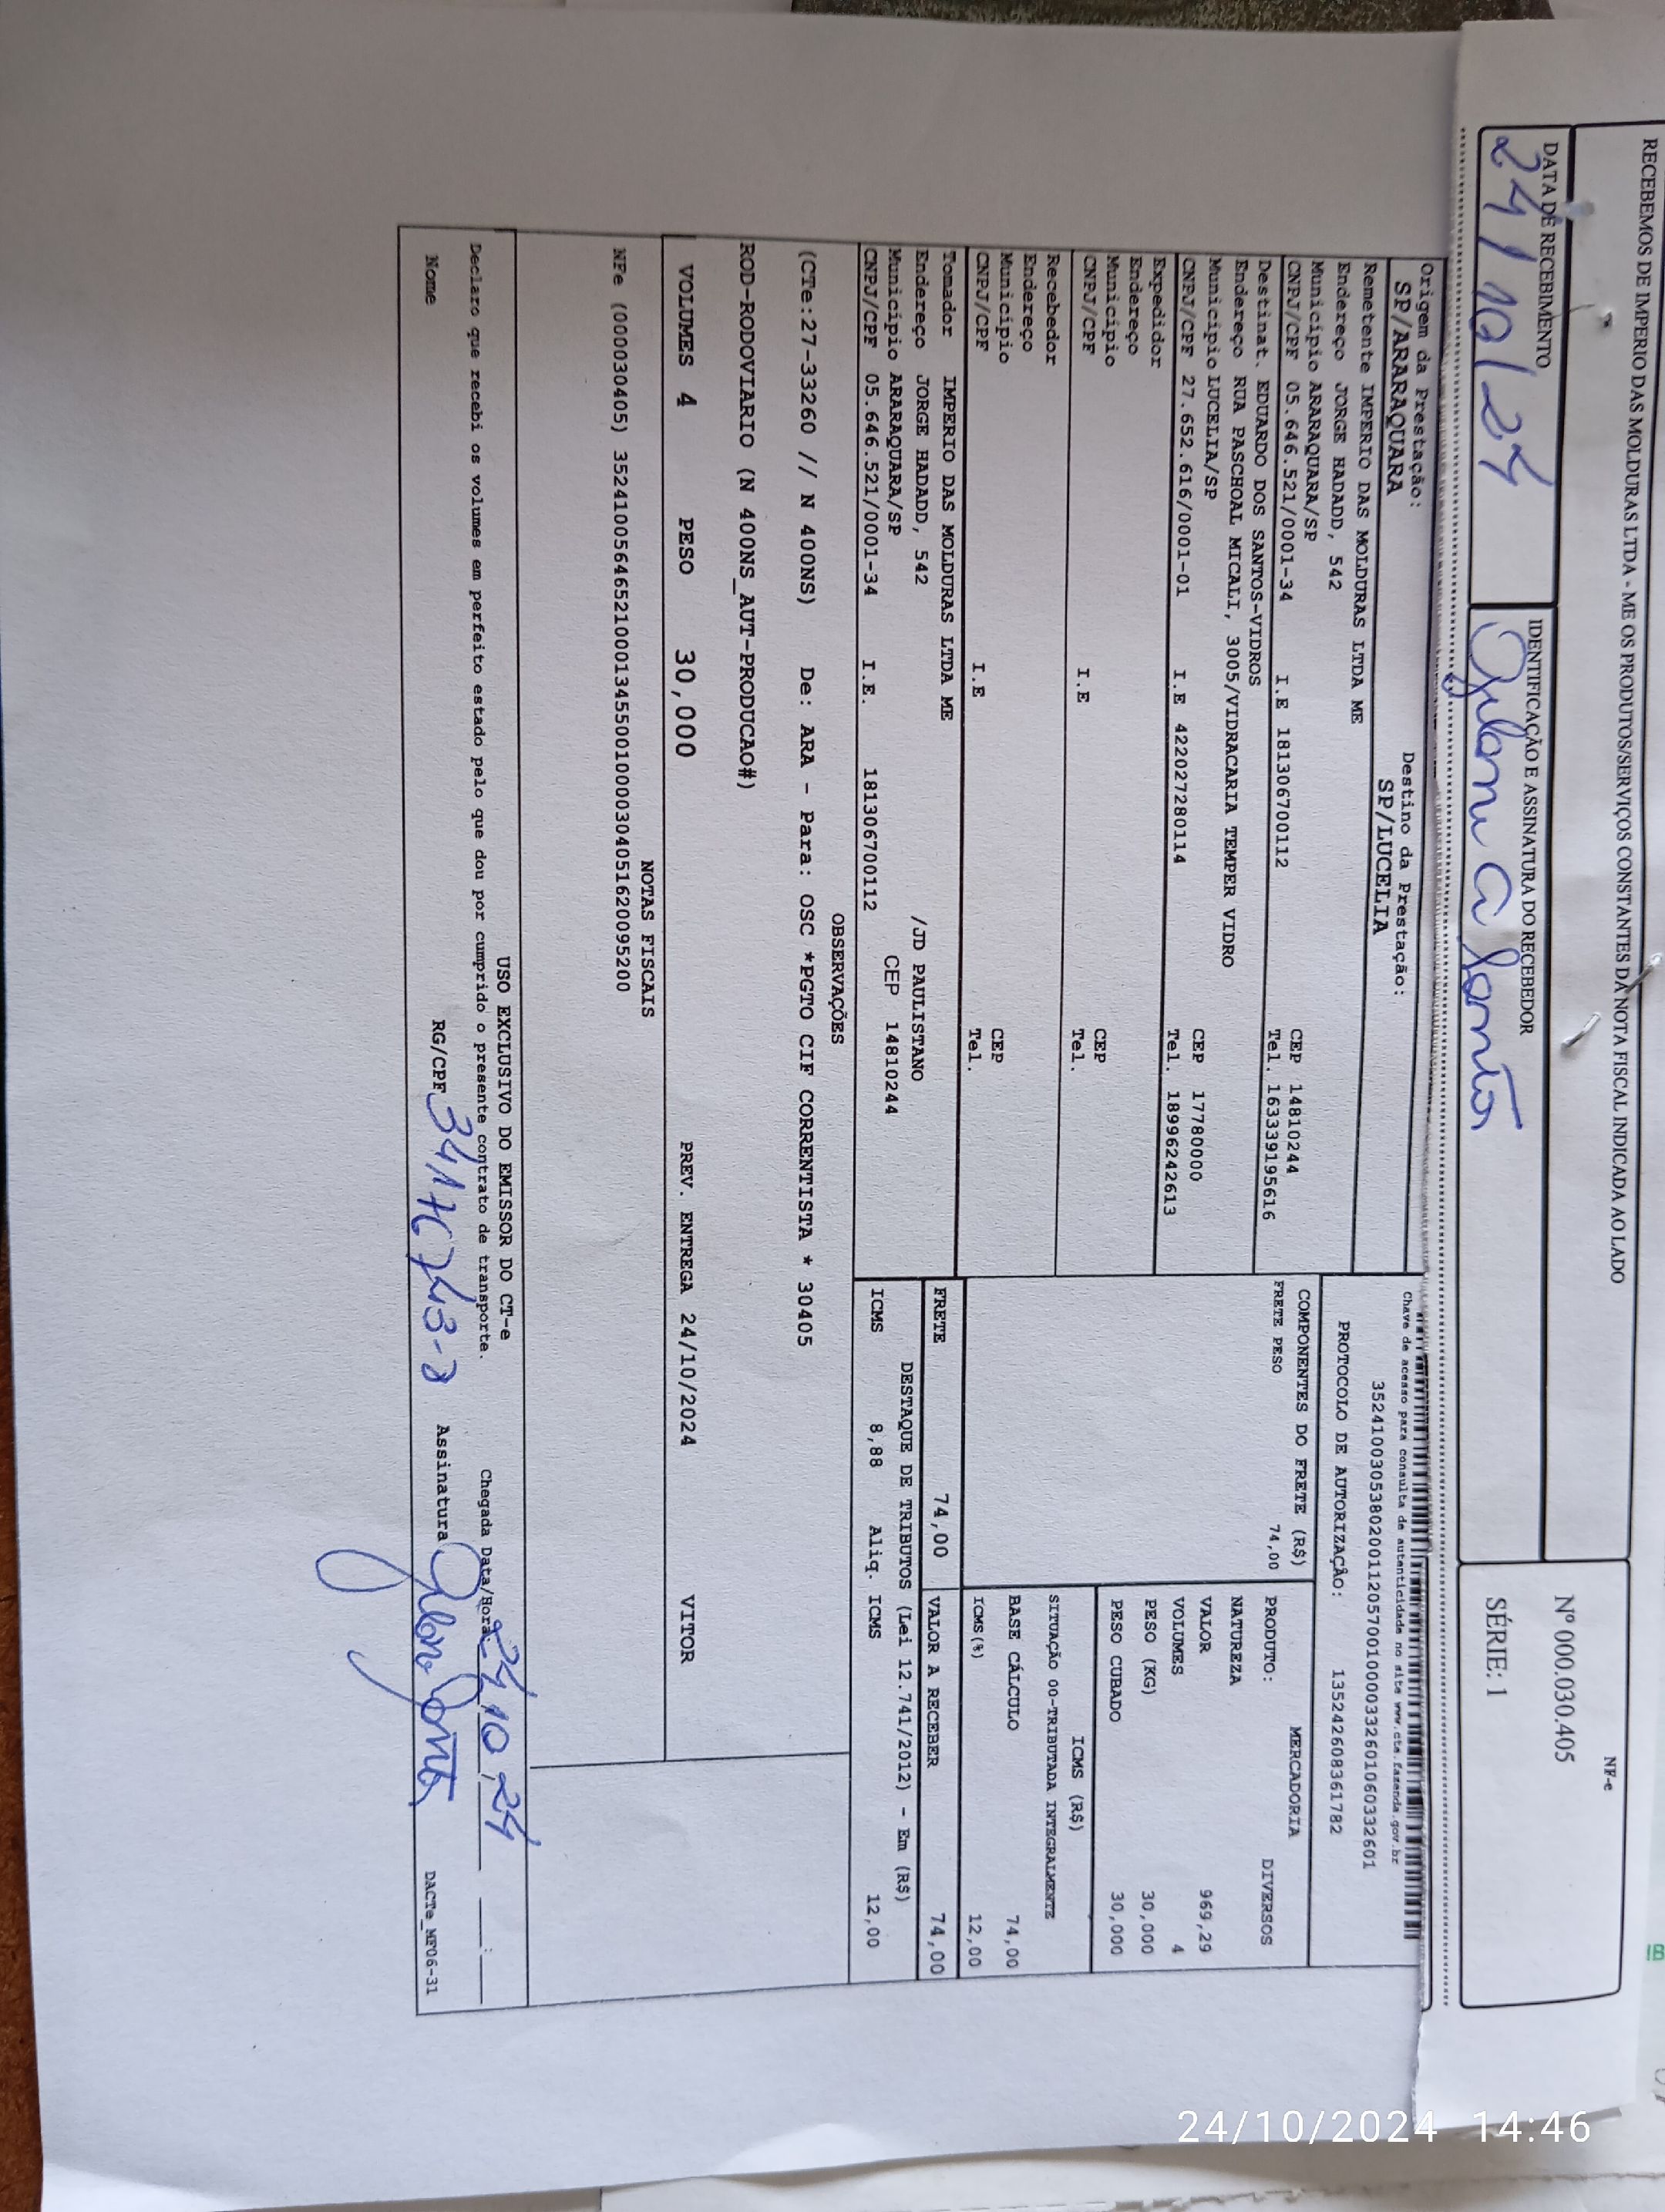 RECEBEMOS DE IMPERIO DAS MOLDURAS LTDA - ME OS PRODUTOS/SERVIÇOS CONSTANTES DA NOTA FISCAL INDICADA AO LADO
NF-e
Nº 000.030.405
SÉRIE: 1
DATA DE RECEBIMENTO
24/10/24
IDENTIFICAÇÃO E ASSINATURA DO RECEBEDOR
Origem da Prestação:
SP/ARARAQUARA
Destino da Prestação:
SP/LUCELIA
Chave de acesso para consulta de autenticidade no site www.cte.fazenda.gov.br
35241003053802001120570010000332601060332601
PROTOCOLO DE AUTORIZAÇÃO: 135242608361782
Remetente IMPERIO DAS MOLDURAS LTDA ME
Endereço JORGE HADADD, 542
Município ARARAQUARA/SP CEP 14810244
CNPJ/CPF 05.646.521/0001-34 I.E 181306700112 Tel. 1633919561​6
Destinat. EDUARDO DOS SANTOS-VIDROS
Endereço RUA PASCHOAL MICALI, 3005/VIDRACARIA TEMPER VIDRO
Município LUCELIA/SP CEP 17780000
CNPJ/CPF 27.652.616/0001-01 I.E 422027280114 Tel. 18996242613
Expedidor
Endereço
Município CEP
CNPJ/CPF I.E Tel.
Recebedor
Endereço
Município CEP
CNPJ/CPF I.E Tel.
Tomador IMPERIO DAS MOLDURAS LTDA ME
Endereço JORGE HADADD, 542 /JD PAULISTANO
Município ARARAQUARA/SP CEP 14810244
CNPJ/CPF 05.646.521/0001-34 I.E. 181306700112
COMPONENTES DO FRETE (R$)
FRETE PESO 74,00
MERCADORIA
PRODUTO: DIVERSOS
NATUREZA
VALOR 969,29
VOLUMES 4
PESO (KG) 30,000
PESO CUBADO 30,000
ICMS (R$)
SITUAÇÃO 00-TRIBUTADA INTEGRALMENTE
BASE CÁLCULO 74,00
ICMS(%) 12,00
FRETE 74,00
VALOR A RECEBER 74,00
DESTAQUE DE TRIBUTOS (Lei 12.741/2012) - Em (R$)
ICMS 8,88 Aliq. ICMS 12,00
OBSERVAÇÕES
(CTe:27-33260 // N 400NS) De: ARA - Para: OSC *PGTO CIF CORRENTISTA * 30405
ROD-RODOVIARIO (N 400NS_AUT-PRODUCAO#)
VOLUMES 4 PESO 30,000 PREV. ENTREGA 24/10/2024 VITOR
NOTAS FISCAIS
NFe (000030405) 35241005646521000134550010000304051620095200
USO EXCLUSIVO DO EMISSOR DO CT-e
Declaro que recebi os volumes em perfeito estado pelo que dou por cumprido o presente contrato de transporte.
Chegada Data/Hora: 24 10 24
Nome RG/CPF Assinatura
DACTe_MF06-31
24/10/2024 14:46